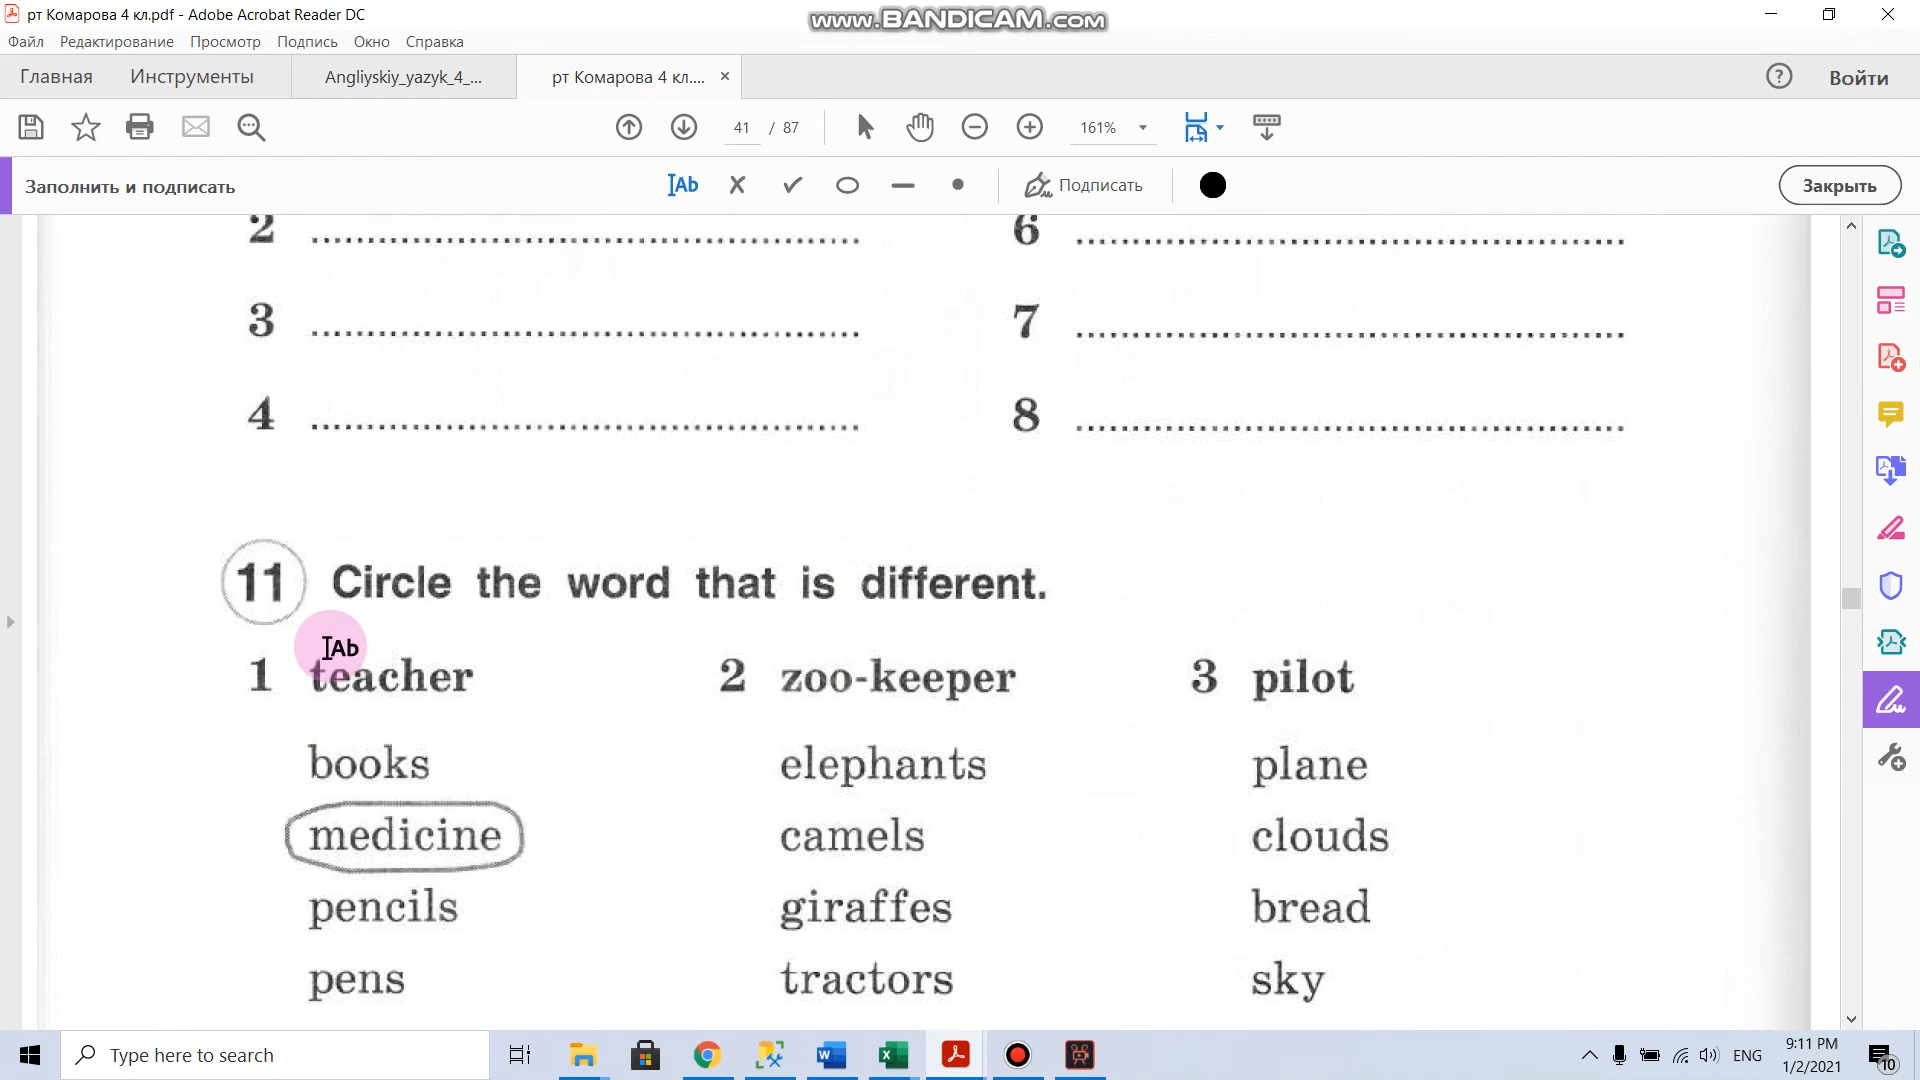 рт Комарова 4 кл.pdf - Adobe Acrobat Reader DC
www.BANDICAM.com
Файл Редактирование Просмотр Подпись Окно Справка
Главная Инструменты Angliyskiy_yazyk_4_... рт Комарова 4 кл.... Войти
41 / 87 161%
Заполнить и подписать Ab Подписать Закрыть
2 6
3 7
4 8
11 Circle the word that is different.
Ab
1 teacher 2 zoo-keeper 3 pilot
books elephants plane
medicine camels clouds
pencils giraffes bread
pens tractors sky
Type here to search ENG 9:11 PM
1/2/2021 10